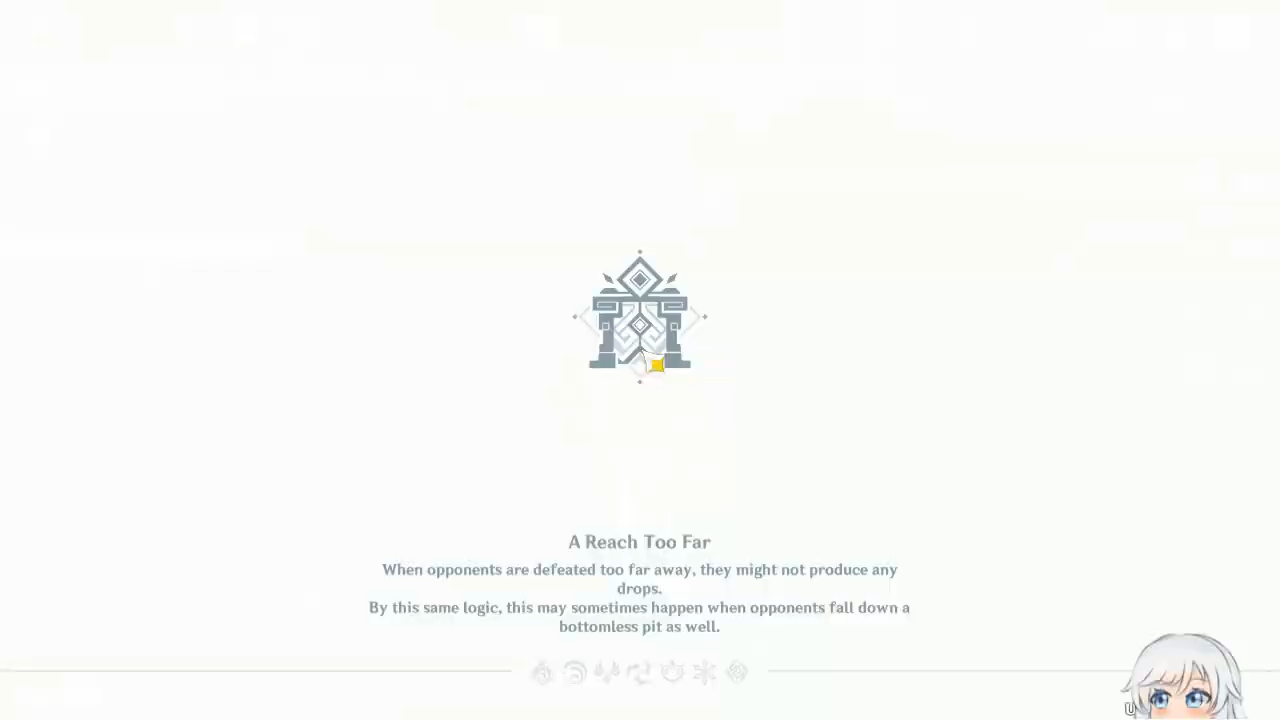 A Reach Too Far
When opponents are defeated too far away, they might not produce any
drops.
By this same logic, this may sometimes happen when opponents fall down a
bottomless pit as well.